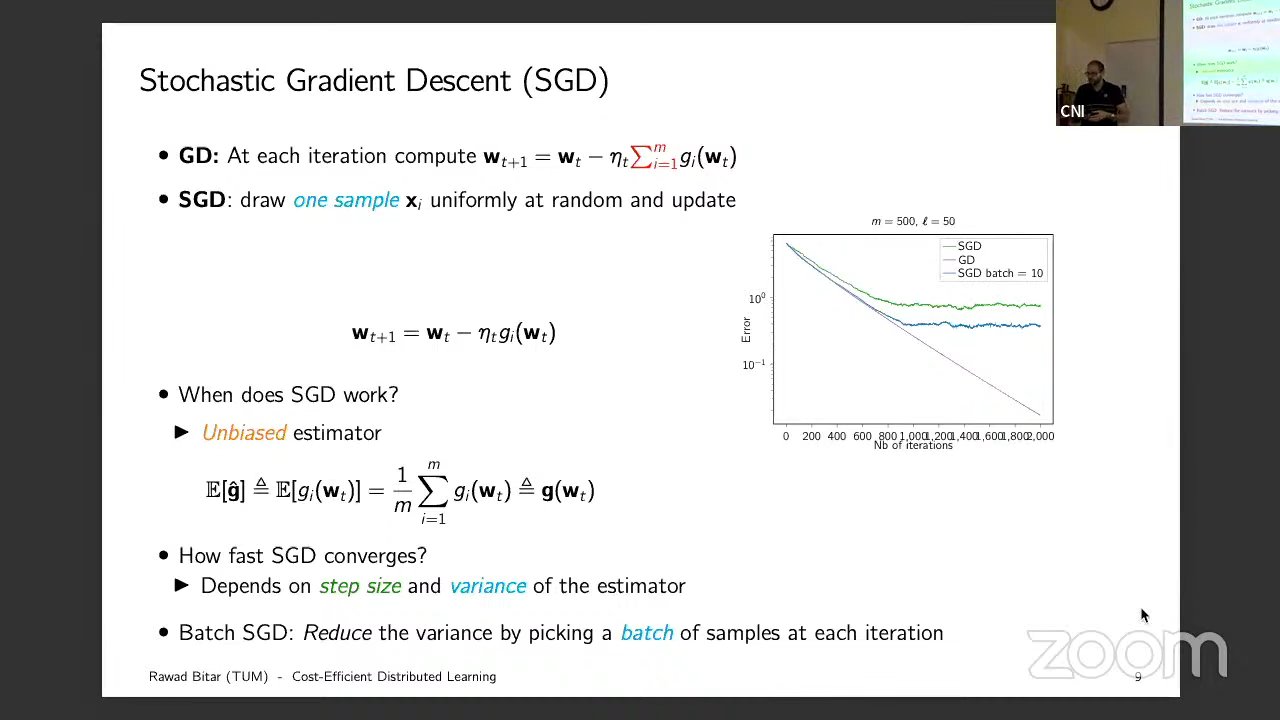 Stochastic Gradient Descent (SGD)
CNI
• GD: At each iteration compute w_{t+1} = w_t − η_t ∑_{i=1}^{m} g_i(w_t)
• SGD: draw one sample x_i uniformly at random and update
w_{t+1} = w_t − η_t g_i(w_t)
m = 500, ℓ = 50
SGD
GD
SGD batch = 10
Error
10^0
10^{−1}
0 200 400 600 800 1,000 1,200 1,400 1,600 1,800 2,000
Nb of iterations
• When does SGD work?
▶ Unbiased estimator
𝔼[ĝ] ≜ 𝔼[g_i(w_t)] = 1/m ∑_{i=1}^{m} g_i(w_t) ≜ g(w_t)
• How fast SGD converges?
▶ Depends on step size and variance of the estimator
• Batch SGD: Reduce the variance by picking a batch of samples at each iteration
Rawad Bitar (TUM) - Cost-Efficient Distributed Learning
9
zoom